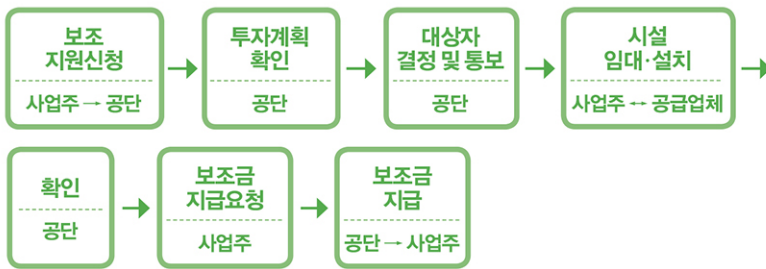 보조
지원신청
사업주 → 공단
투자계획
확인
공단
대상자
결정 및 통보
공단
시설
임대·설치
사업주 ↔ 공급업체
확인
공단
보조금
지급요청
사업주
보조금
지급
공단 → 사업주